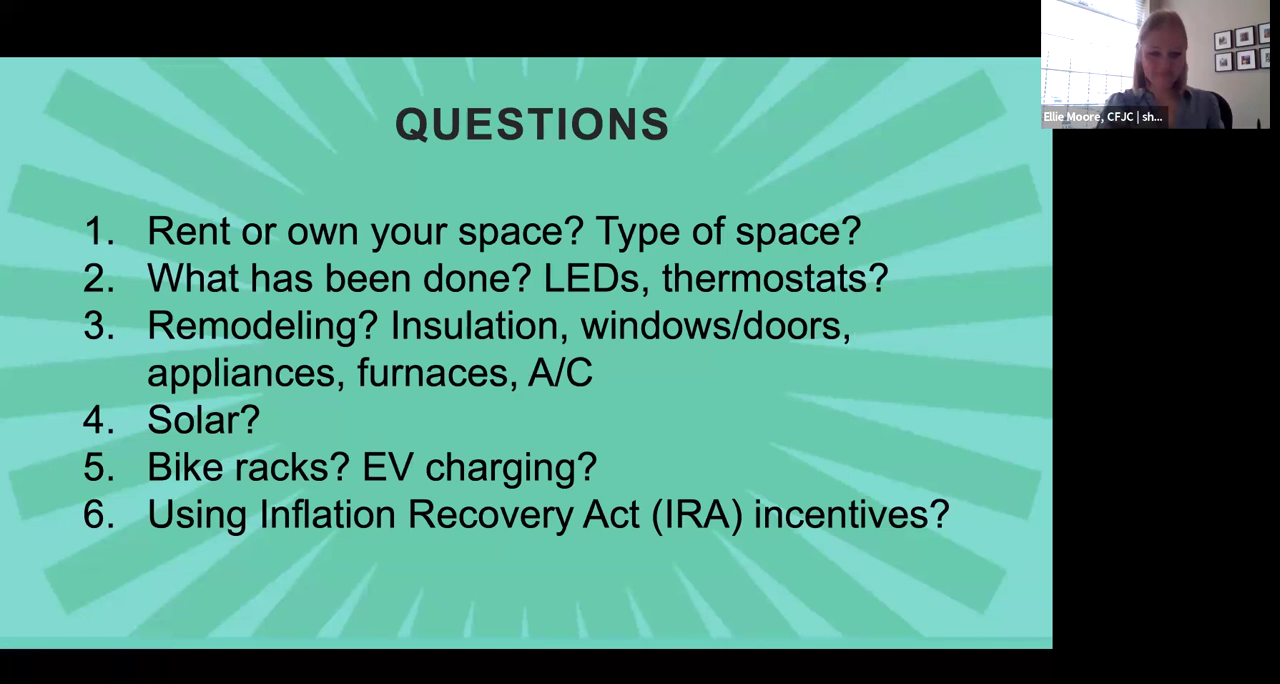 QUESTIONS
1. Rent or own your space? Type of space?
2. What has been done? LEDs, thermostats?
3. Remodeling? Insulation, windows/doors,
appliances, furnaces, A/C
4. Solar?
5. Bike racks? EV charging?
6. Using Inflation Recovery Act (IRA) incentives?
Ellie Moore, CFJC | sh...